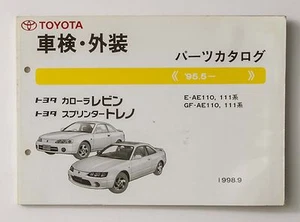 TOYOTA
車検・外装
パーツカタログ
《 '95.5− 》
トヨタ カローラレビン
トヨタ スプリンタートレノ
E-AE110, 111系
GF-AE110, 111系
1998.9